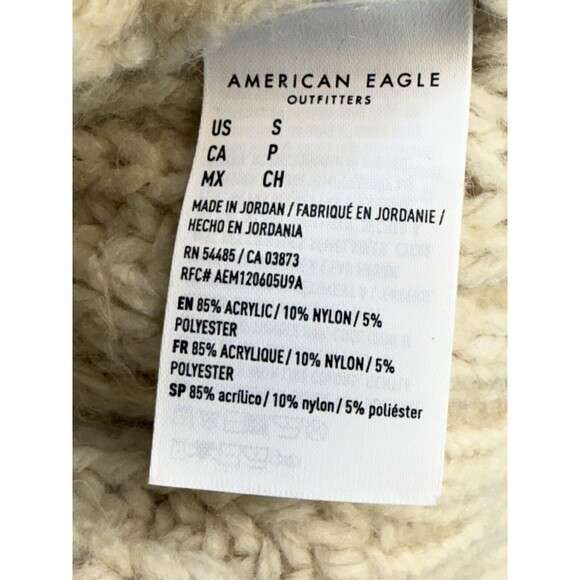 AMERICAN EAGLE
OUTFITTERS
US S
CA P
MX CH
MADE IN JORDAN / FABRIQUÉ EN JORDANIE /
HECHO EN JORDANIA
RN 54485 / CA 03873
RFC# AEM120605U9A
EN 85% ACRYLIC / 10% NYLON / 5%
POLYESTER
FR 85% ACRYLIQUE / 10% NYLON / 5%
POLYESTER
SP 85% acrílico / 10% nylon / 5% poliéster